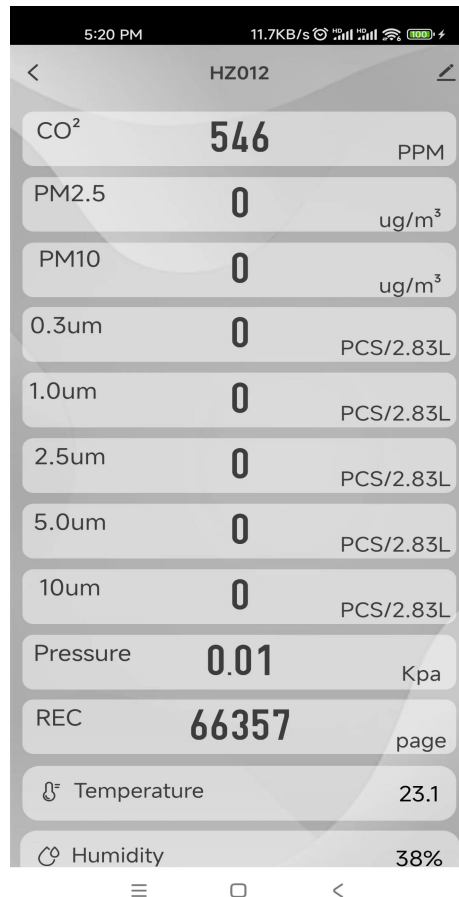 5:20 PM 11.7KB/s HD HD 100
HZ012
CO² 546 PPM
PM2.5 0 ug/m³
PM10 0 ug/m³
0.3um 0 PCS/2.83L
1.0um 0 PCS/2.83L
2.5um 0 PCS/2.83L
5.0um 0 PCS/2.83L
10um 0 PCS/2.83L
Pressure 0.01 Kpa
REC 66357 page
Temperature 23.1
Humidity 38%